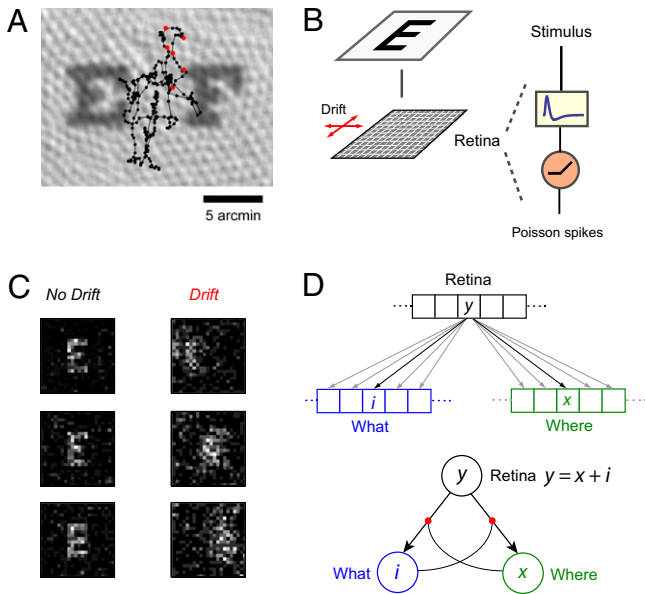 A
E F
5 arcmin
B
E
Drift
Retina
Stimulus
Poisson spikes
C
No Drift
Drift
E
E
E
D
Retina
y
i
x
What
Where
y
Retina y = x + i
What
i
x
Where